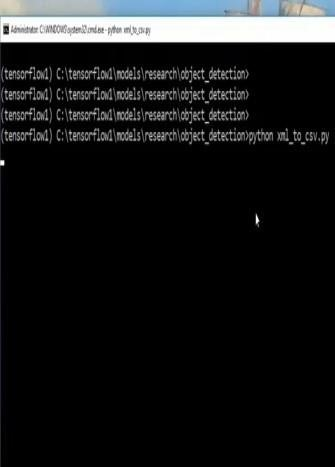 Administrator: C:\WINDOWS\system32\cmd.exe - python xml_to_csv.py
(tensorflow1) C:\tensorflow1\models\research\object_detection>
(tensorflow1) C:\tensorflow1\models\research\object_detection>
(tensorflow1) C:\tensorflow1\models\research\object_detection>
(tensorflow1) C:\tensorflow1\models\research\object_detection>python xml_to_csv.py